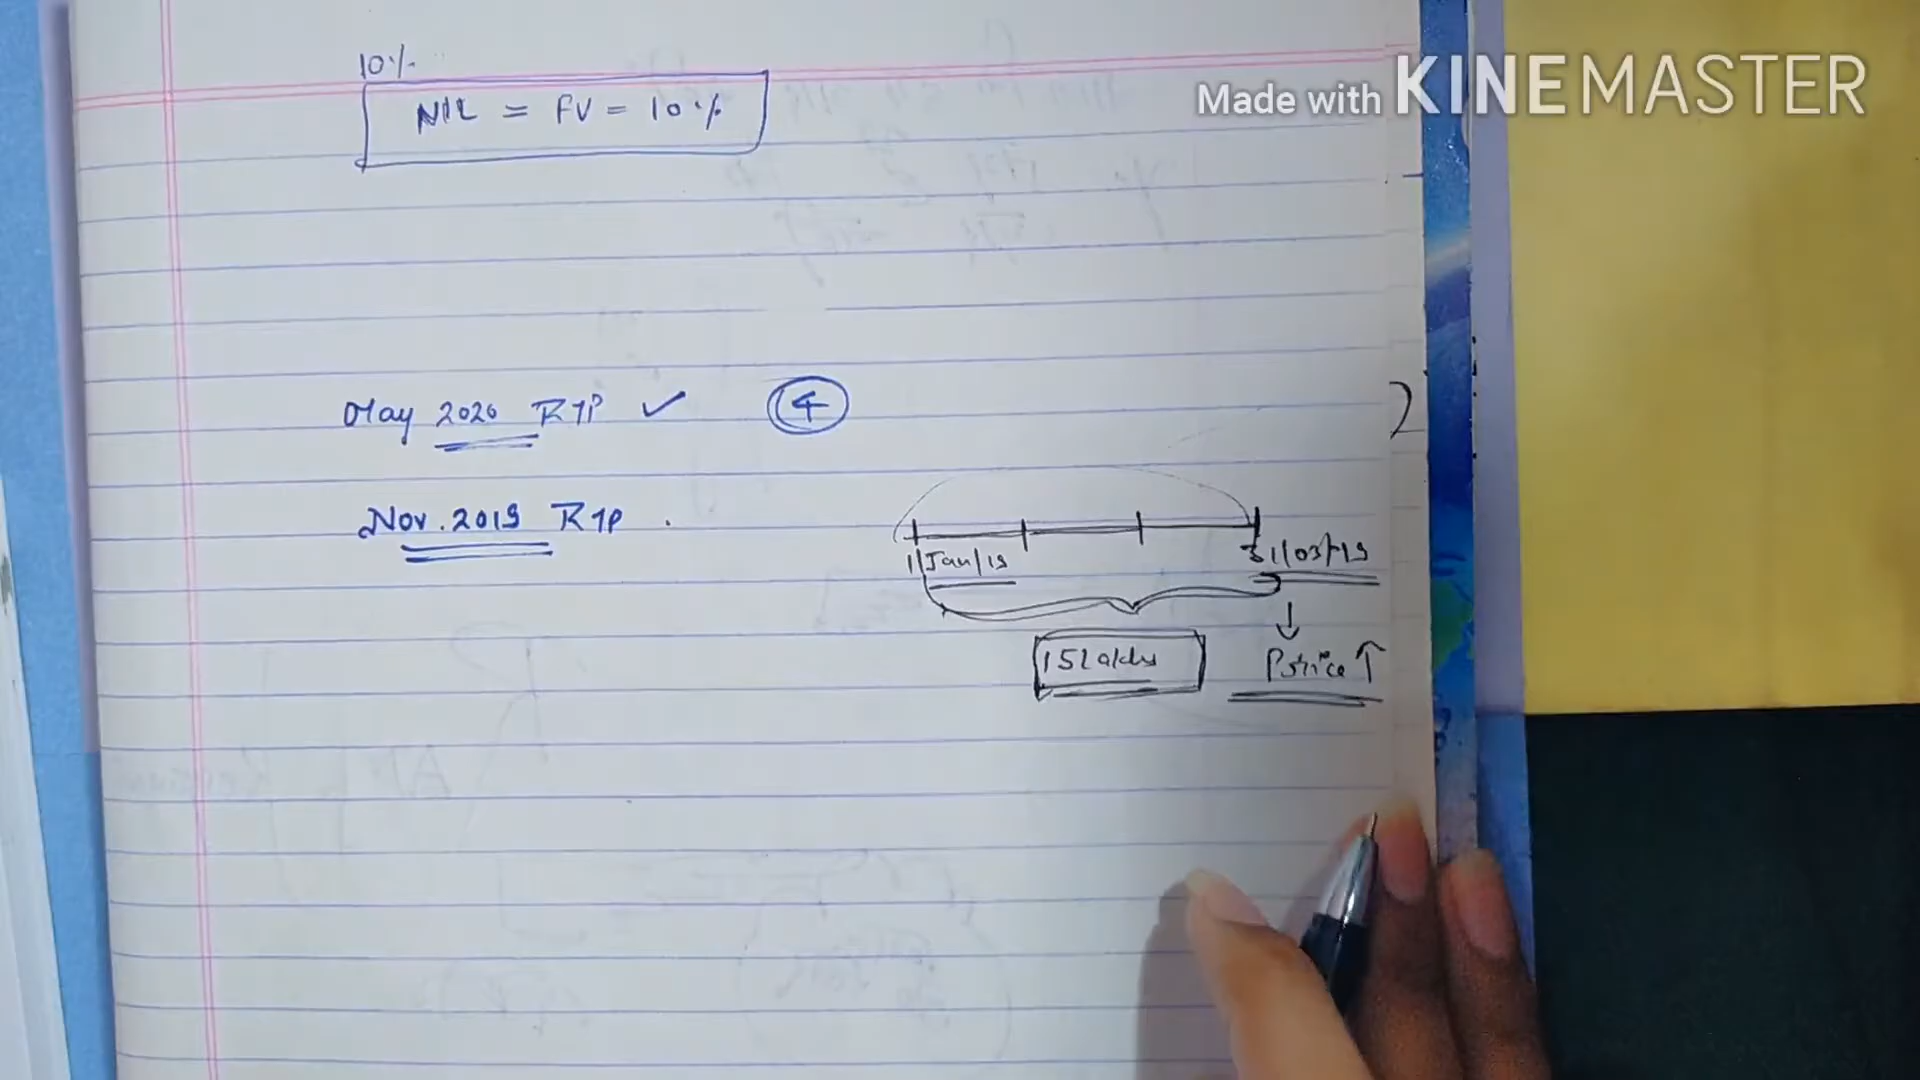 Made with KINEMASTER
10%
NIL = FV = 10%
May 2020 RTP ✓ 4
Nov. 2019 RTP .
1/Jan/19 31/03/19
15 Lakhs Price ↑